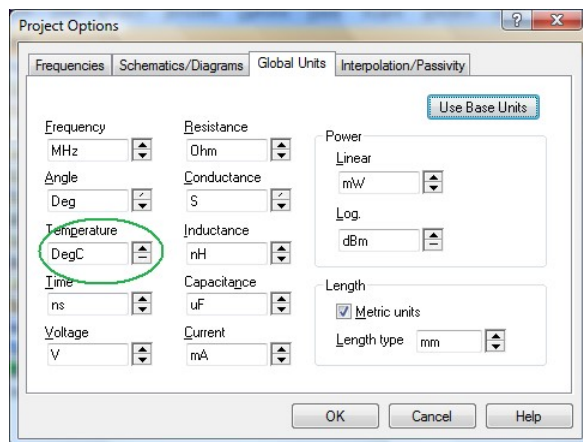 Project Options
Frequencies Schematics/Diagrams Global Units Interpolation/Passivity
Use Base Units
Frequency
MHz
Angle
Deg
Temperature
DegC
Time
ns
Voltage
V
Resistance
Ohm
Conductance
S
Inductance
nH
Capacitance
uF
Current
mA
Power
Linear
mW
Log.
dBm
Length
Metric units
Length type mm
OK Cancel Help